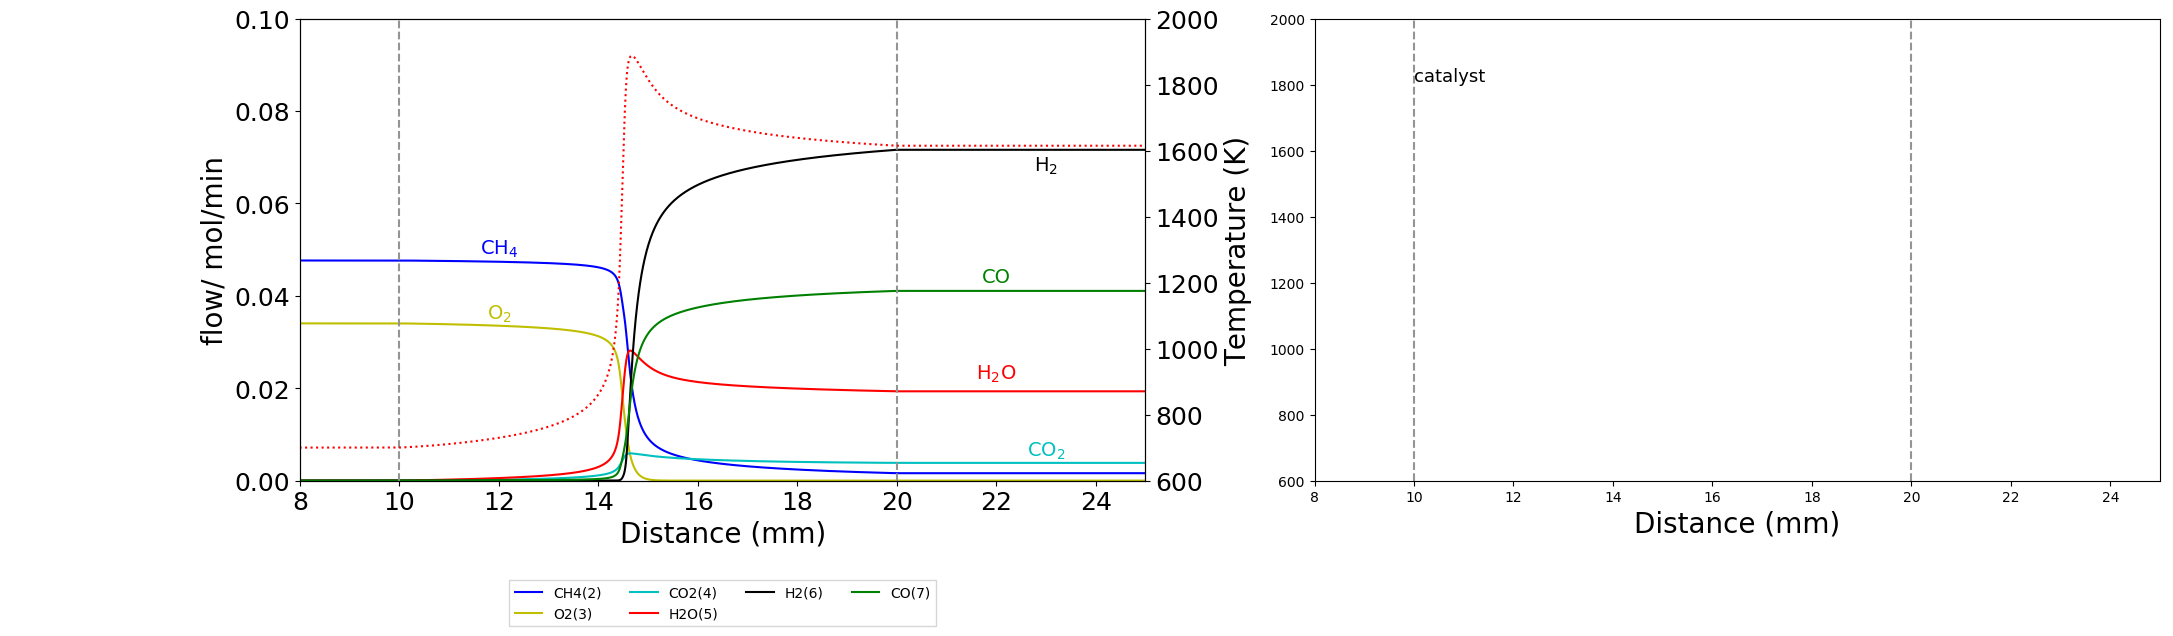 0.10
0.08
0.06
0.04
0.02
0.00
flow/ mol/min
8 10 12 14 16 18 20 22 24
Distance (mm)
CH₄
O₂
H₂
CO
H₂O
CO₂
2000
1800
1600
1400
1200
1000
800
600
Temperature (K)
CH4(2) CO2(4) H2(6) CO(7)
O2(3) H2O(5)
2000
1800
1600
1400
1200
1000
800
600
catalyst
8 10 12 14 16 18 20 22 24
Distance (mm)